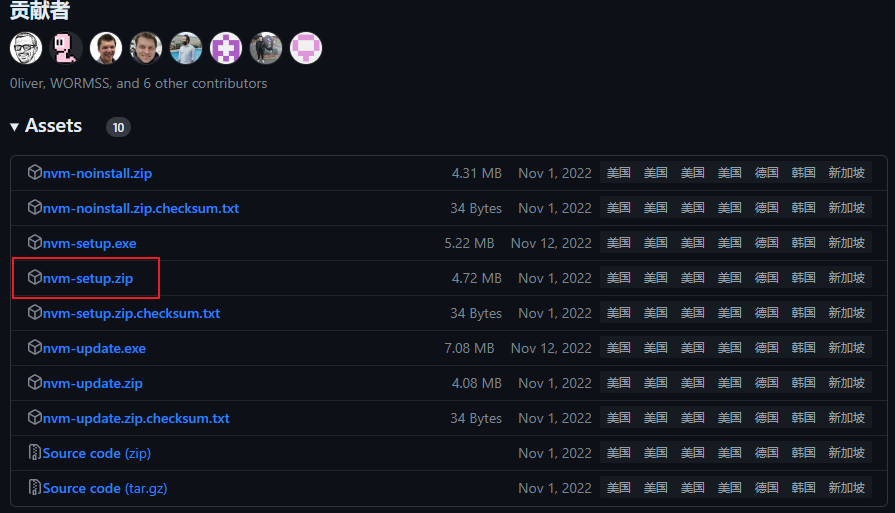 贡献者
0liver, WORMSS, and 6 other contributors
Assets 10
nvm-noinstall.zip 4.31 MB Nov 1, 2022 美国 美国 美国 美国 德国 韩国 新加坡
nvm-noinstall.zip.checksum.txt 34 Bytes Nov 1, 2022 美国 美国 美国 美国 德国 韩国 新加坡
nvm-setup.exe 5.22 MB Nov 12, 2022 美国 美国 美国 美国 德国 韩国 新加坡
nvm-setup.zip 4.72 MB Nov 1, 2022 美国 美国 美国 美国 德国 韩国 新加坡
nvm-setup.zip.checksum.txt 34 Bytes Nov 1, 2022 美国 美国 美国 美国 德国 韩国 新加坡
nvm-update.exe 7.08 MB Nov 12, 2022 美国 美国 美国 美国 德国 韩国 新加坡
nvm-update.zip 4.08 MB Nov 1, 2022 美国 美国 美国 美国 德国 韩国 新加坡
nvm-update.zip.checksum.txt 34 Bytes Nov 1, 2022 美国 美国 美国 美国 德国 韩国 新加坡
Source code (zip) Nov 1, 2022 美国 美国 美国 美国 德国 韩国 新加坡
Source code (tar.gz) Nov 1, 2022 美国 美国 美国 美国 德国 韩国 新加坡